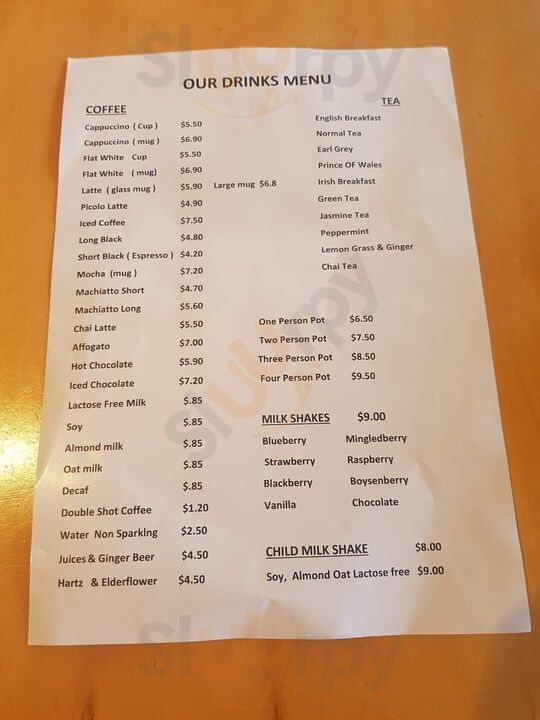 OUR DRINKS MENU
COFFEE
Cappuccino ( Cup ) $5.50
Cappuccino ( mug ) $6.90
Flat White Cup $5.50
Flat White ( mug) $6.90
Latte ( glass mug ) $5.90 Large mug $6.8
Picolo Latte $4.90
Iced Coffee $7.50
Long Black $4.80
Short Black ( Espresso ) $4.20
Mocha (mug ) $7.20
Machiatto Short $4.70
Machiatto Long $5.60
Chai Latte $5.50
Affogato $7.00
Hot Chocolate $5.90
Iced Chocolate $7.20
Lactose Free Milk $.85
Soy $.85
Almond milk $.85
Oat milk $.85
Decaf $.85
Double Shot Coffee $1.20
Water Non Sparking $2.50
Juices & Ginger Beer $4.50
Hartz & Elderflower $4.50
TEA
English Breakfast
Normal Tea
Earl Grey
Prince OF Wales
Irish Breakfast
Green Tea
Jasmine Tea
Peppermint
Lemon Grass & Ginger
Chai Tea
One Person Pot $6.50
Two Person Pot $7.50
Three Person Pot $8.50
Four Person Pot $9.50
MILK SHAKES $9.00
Blueberry Mingledberry
Strawberry Raspberry
Blackberry Boysenberry
Vanilla Chocolate
CHILD MILK SHAKE $8.00
Soy, Almond Oat Lactose free $9.00
Slurpy
Slurpy
Slurpy